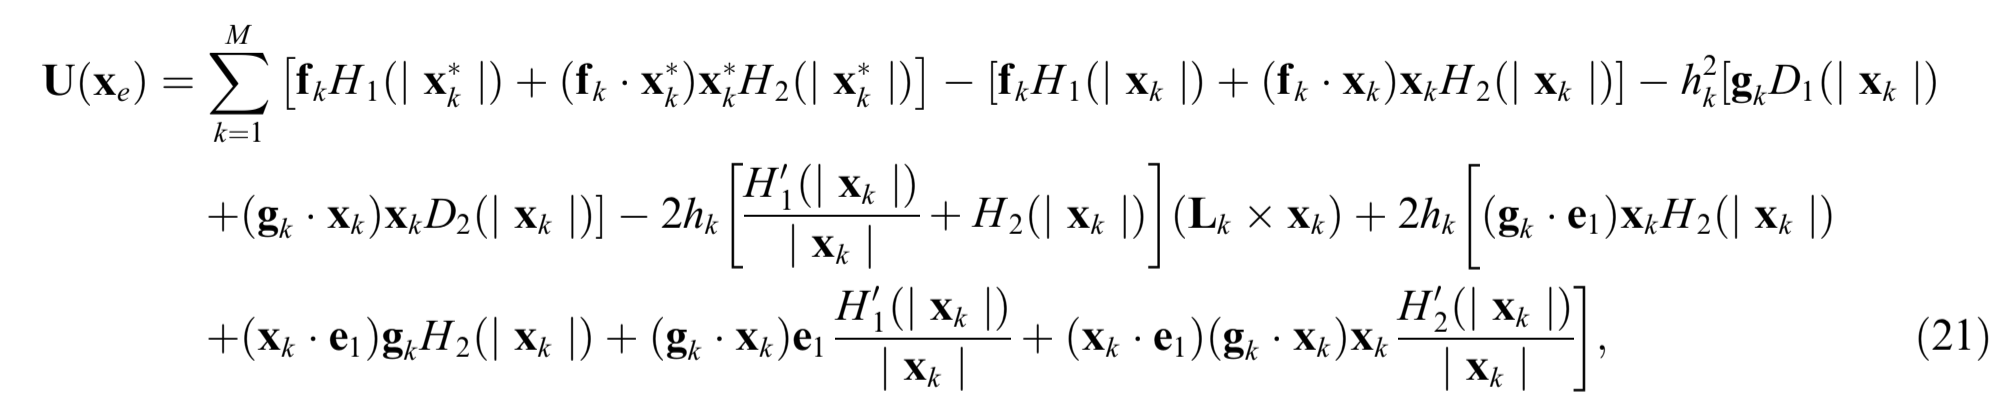 U(x_e) = \sum_{k=1}^{M} [f_k H_1(| x_k^* |) + (f_k · x_k^*)x_k^* H_2(| x_k^* |)] − [f_k H_1(| x_k |) + (f_k · x_k)x_k H_2(| x_k |)] − h_k^2[g_k D_1(| x_k |)
+(g_k · x_k)x_k D_2(| x_k |)] − 2h_k [\frac{H_1′(| x_k |)}{| x_k |} + H_2(| x_k |)] (L_k × x_k) + 2h_k [(g_k · e_1)x_k H_2(| x_k |)
+(x_k · e_1)g_k H_2(| x_k |) + (g_k · x_k)e_1 \frac{H_1′(| x_k |)}{| x_k |} + (x_k · e_1)(g_k · x_k)x_k \frac{H_2′(| x_k |)}{| x_k |}], (21)